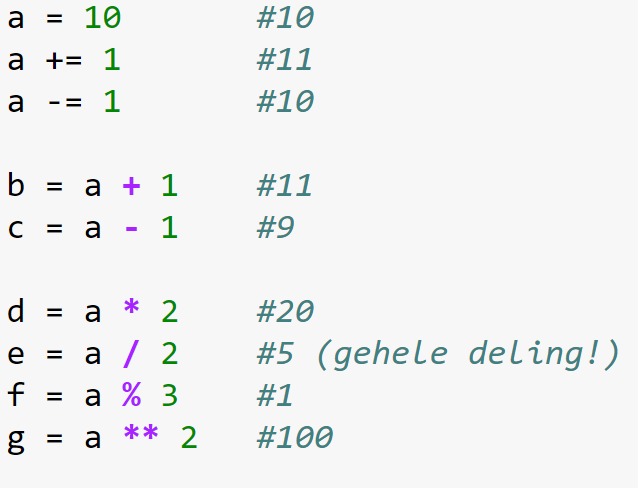 a = 10 #10
a += 1 #11
a -= 1 #10
b = a + 1 #11
c = a - 1 #9
d = a * 2 #20
e = a / 2 #5 (gehele deling!)
f = a % 3 #1
g = a ** 2 #100